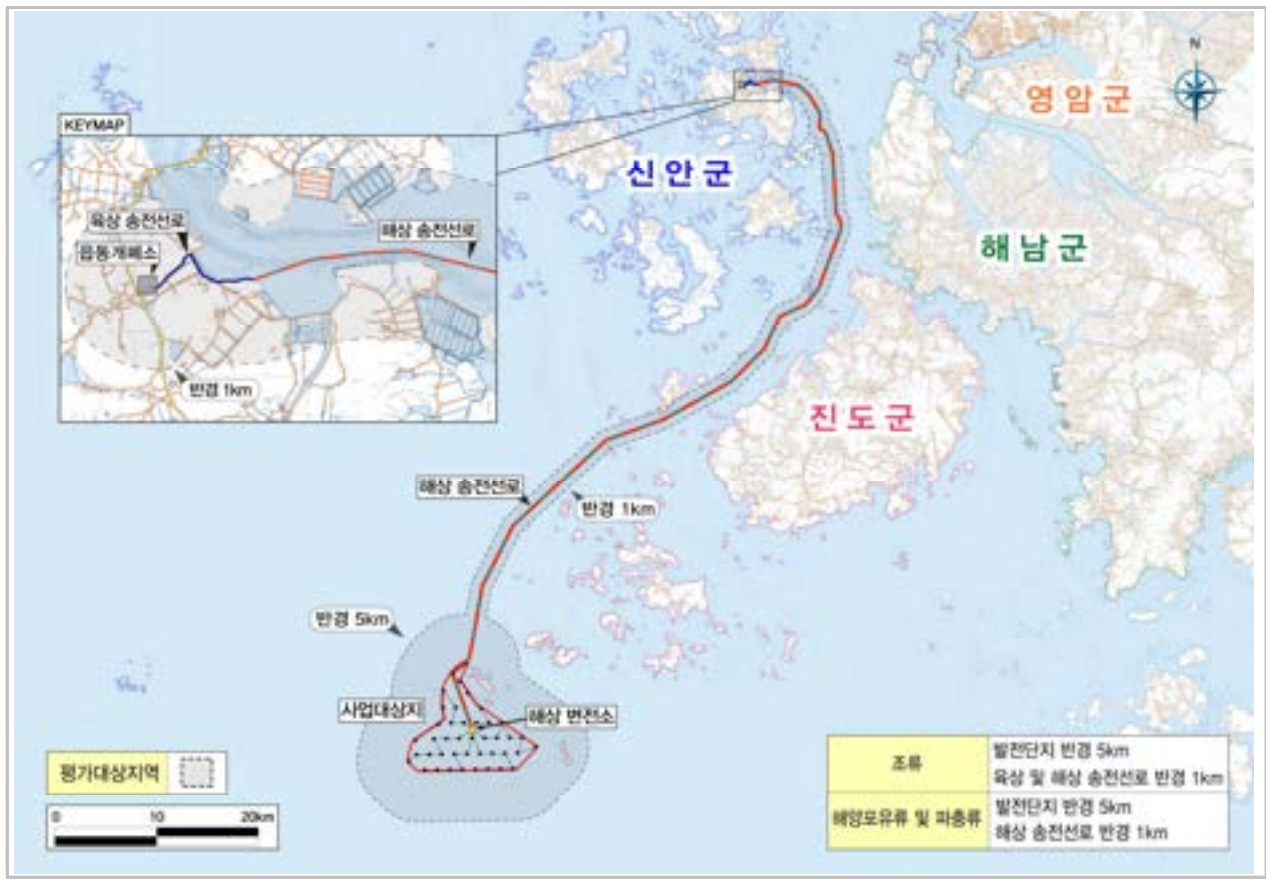 N
영암군
KEYMAP
신안군
육상 송전선로
해상 송전선로
읍동개폐소
해남군
반경 1km
진도군
해상 송전선로
반경 1km
반경 5km
사업대상지
해상 변전소
평가대상지역
0 10 20km
조류
발전단지 반경 5km
육상 및 해상 송전선로 반경 1km
해양포유류 및 파충류
발전단지 반경 5km
해상 송전선로 반경 1km